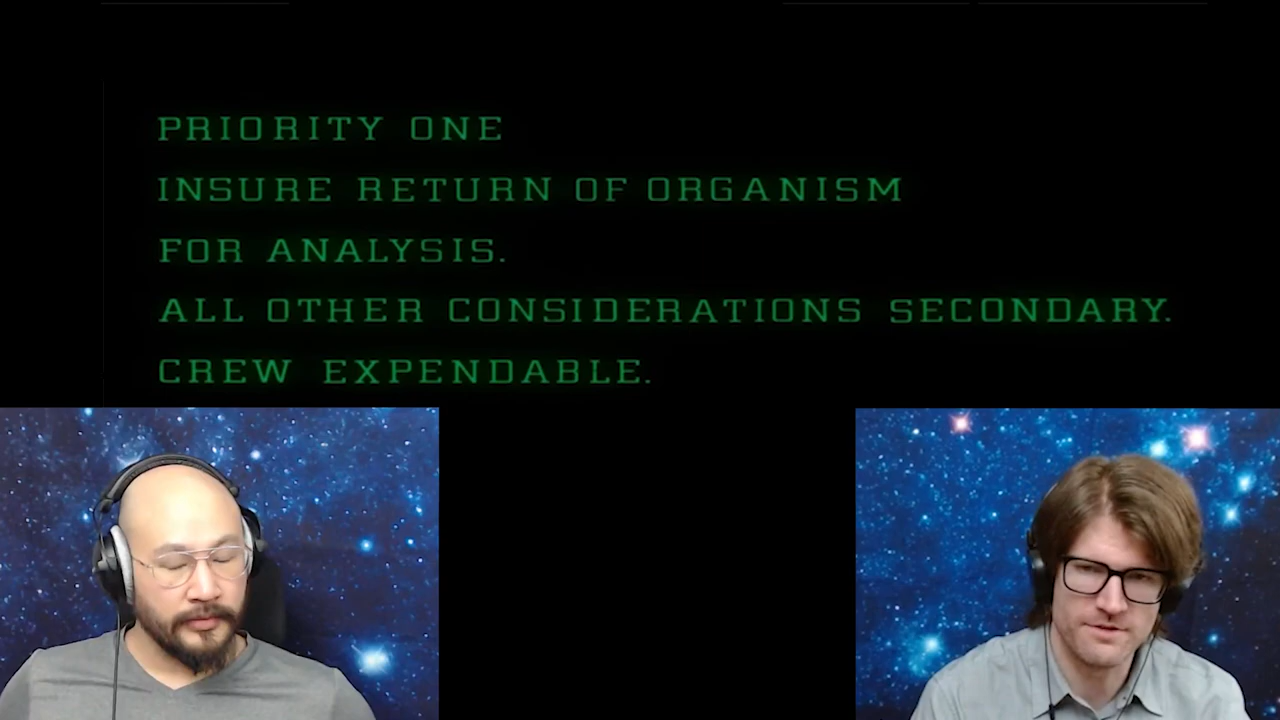 PRIORITY ONE
INSURE RETURN OF ORGANISM
FOR ANALYSIS.
ALL OTHER CONSIDERATIONS SECONDARY.
CREW EXPENDABLE.